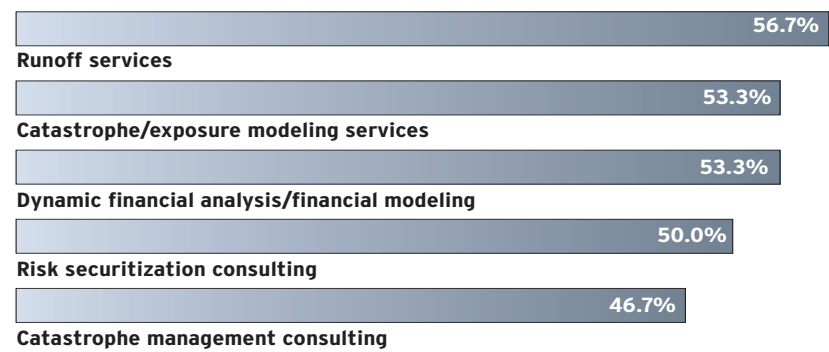 56.7%
Runoff services
53.3%
Catastrophe/exposure modeling services
53.3%
Dynamic financial analysis/financial modeling
50.0%
Risk securitization consulting
46.7%
Catastrophe management consulting